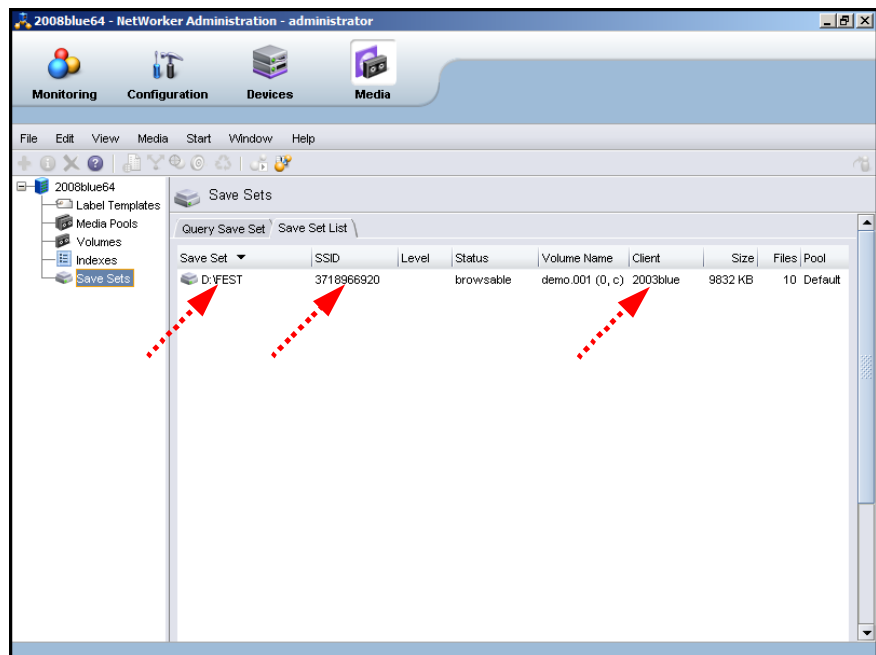 2008blue64 - NetWorker Administration - administrator
Monitoring Configuration Devices Media
File Edit View Media Start Window Help
2008blue64
Label Templates
Media Pools
Volumes
Indexes
Save Sets
Save Sets
Query Save Set Save Set List
Save Set SSID Level Status Volume Name Client Size Files Pool
D:\FEST 3718966920 browsable demo.001 (0, c) 2003blue 9832 KB 10 Default